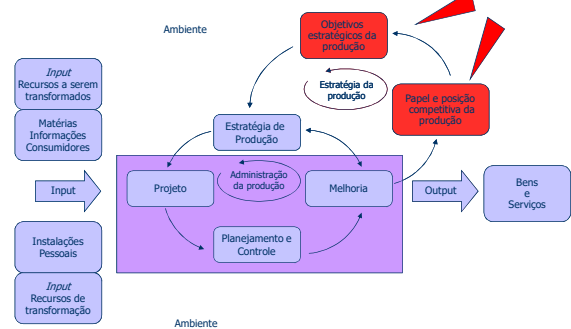 Ambiente
Objetivos
estratégicos da
produção
Input
Recursos a serem
transformados
Matérias
Informações
Consumidores
Estratégia da
produção
Papel e posição
competitiva da
produção
Estratégia de
Produção
Input
Projeto
Administração
da produção
Melhoria
Output
Bens
e
Serviços
Instalações
Pessoais
Planejamento e
Controle
Input
Recursos de
transformação
Ambiente